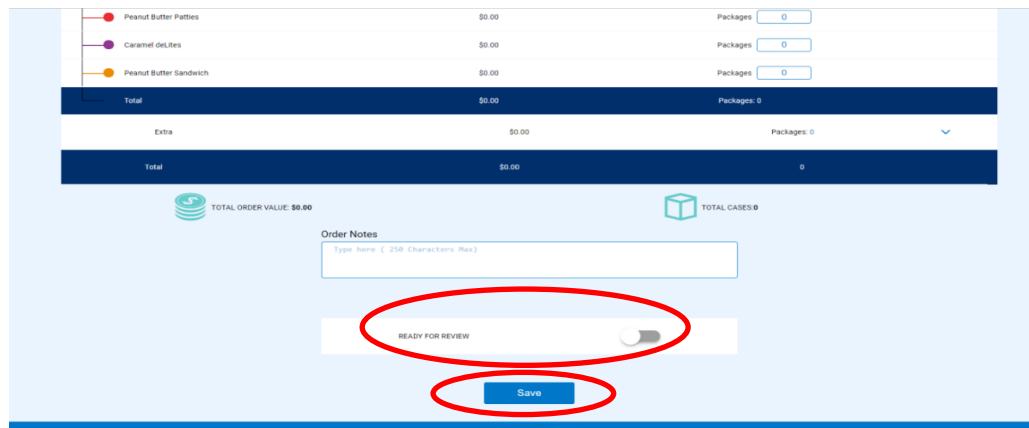 Peanut Butter Patties $0.00 Packages 0
Caramel deLites $0.00 Packages 0
Peanut Butter Sandwich $0.00 Packages 0
Total $0.00 Packages: 0
Extra $0.00 Packages: 0
Total $0.00 0
TOTAL ORDER VALUE: $0.00 TOTAL CASES:0
Order Notes
Type here ( 250 Characters Max)
READY FOR REVIEW
Save